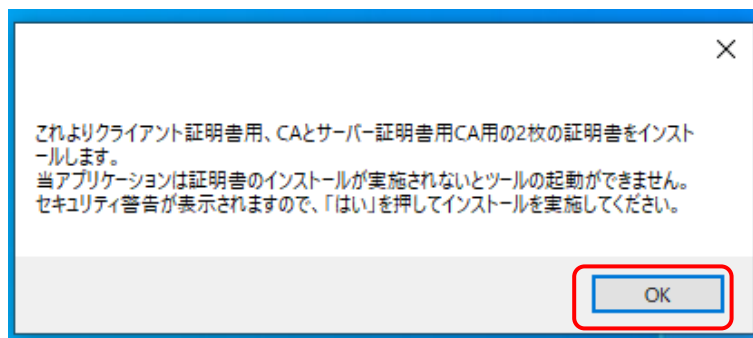 これよりクライアント証明書用、CAとサーバー証明書用CA用の2枚の証明書をインスト
ールします。
当アプリケーションは証明書のインストールが実施されないとツールの起動ができません。
セキュリティ警告が表示されますので、「はい」を押してインストールを実施してください。
OK